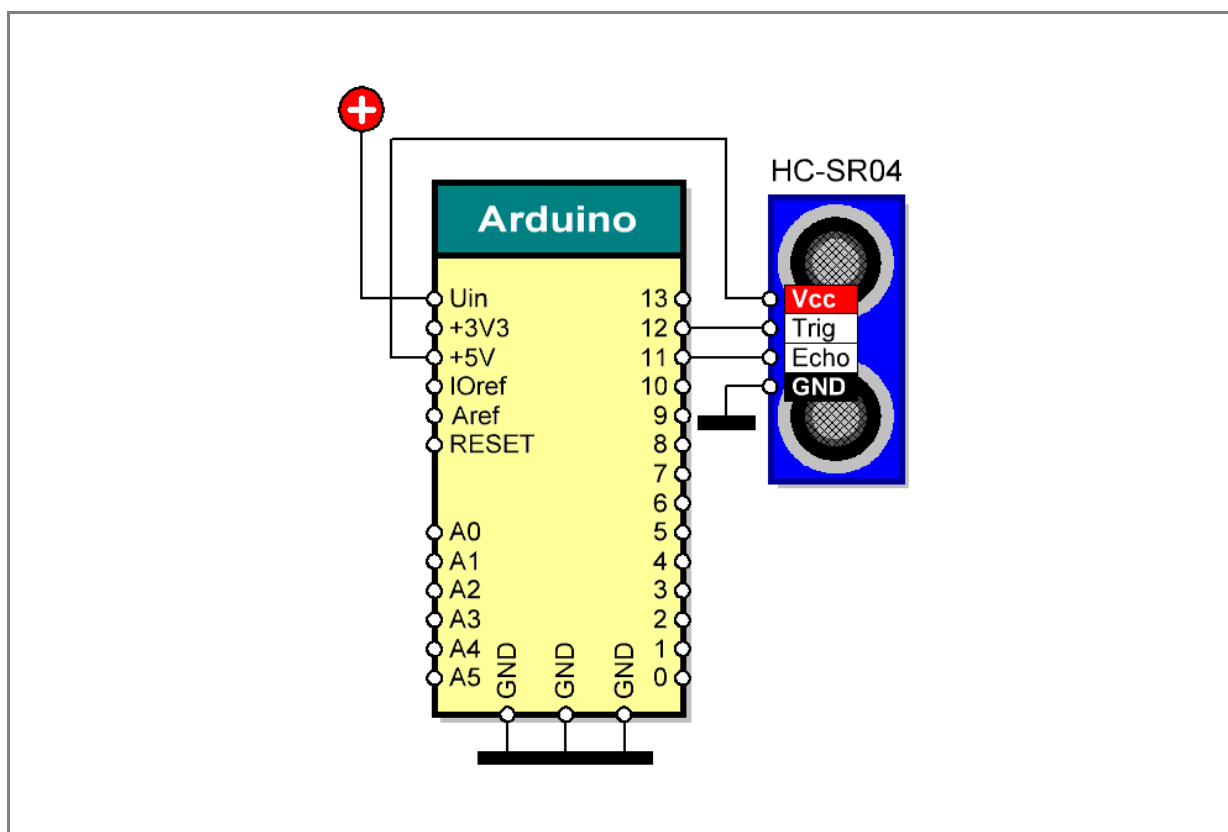 HC-SR04
Arduino
Uin
+3V3
+5V
IOref
Aref
RESET
A0
A1
A2
A3
A4
A5
GND
GND
GND
13
12
11
10
9
8
7
6
5
4
3
2
1
0
Vcc
Trig
Echo
GND